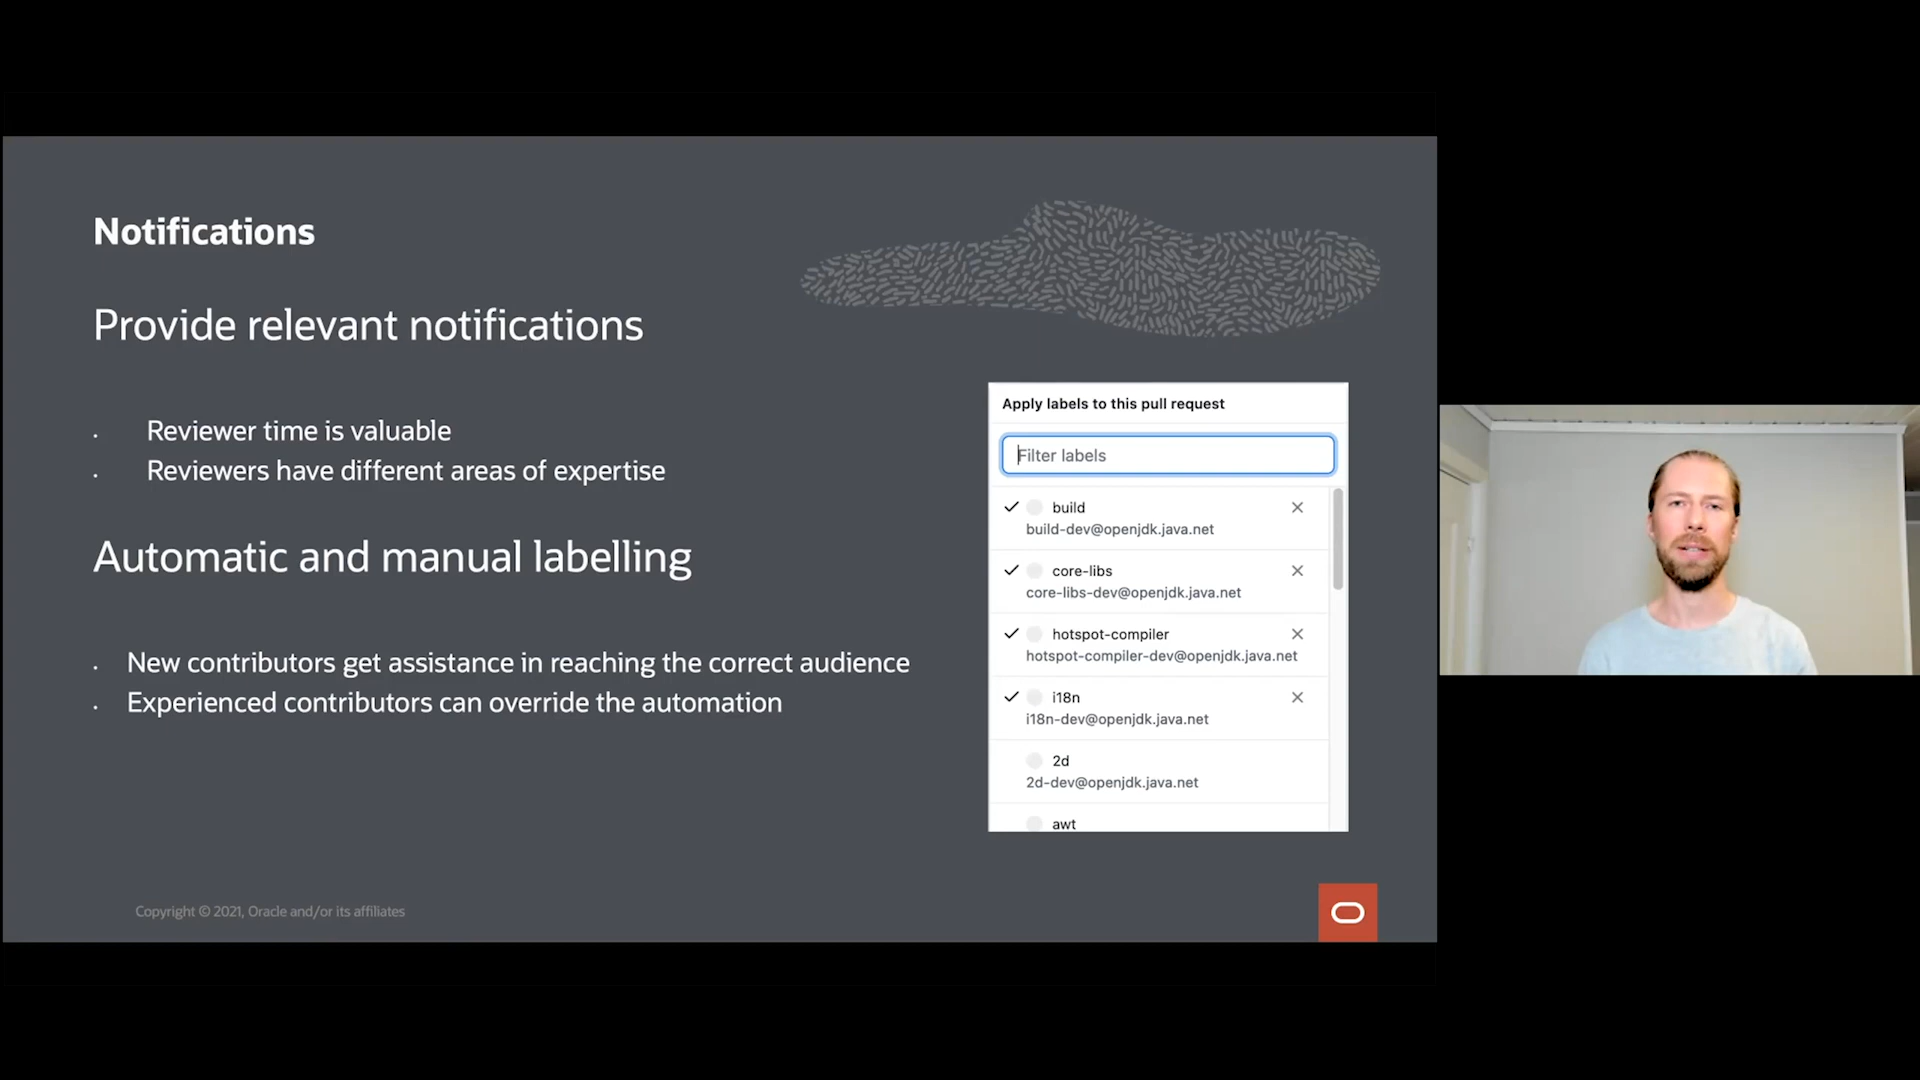 Notifications
Provide relevant notifications
· Reviewer time is valuable
· Reviewers have different areas of expertise
Automatic and manual labelling
· New contributors get assistance in reaching the correct audience
· Experienced contributors can override the automation
Apply labels to this pull request
Filter labels
build
build-dev@openjdk.java.net
core-libs
core-libs-dev@openjdk.java.net
hotspot-compiler
hotspot-compiler-dev@openjdk.java.net
i18n
i18n-dev@openjdk.java.net
2d
2d-dev@openjdk.java.net
awt
Copyright © 2021, Oracle and/or its affiliates